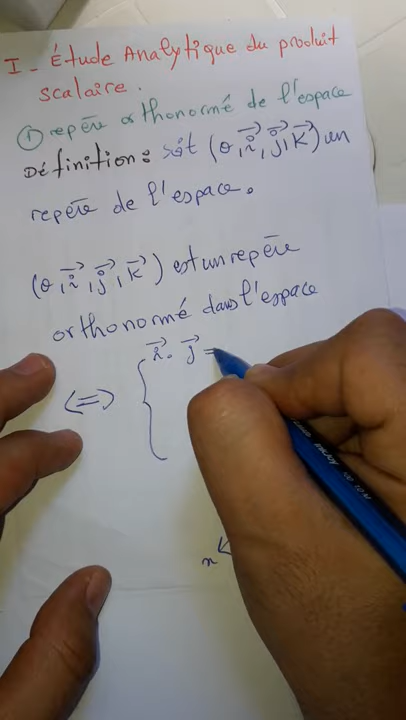 I - Étude Analytique du produit
scalaire.
① repère orthonormé de l'espace
Définition : soit (o, i⃗, j⃗, k⃗) un
repère de l'espace.
(o, i⃗, j⃗, k⃗) est un repère
orthonormé dans l'espace
⟺ { i⃗ . j⃗ =
x